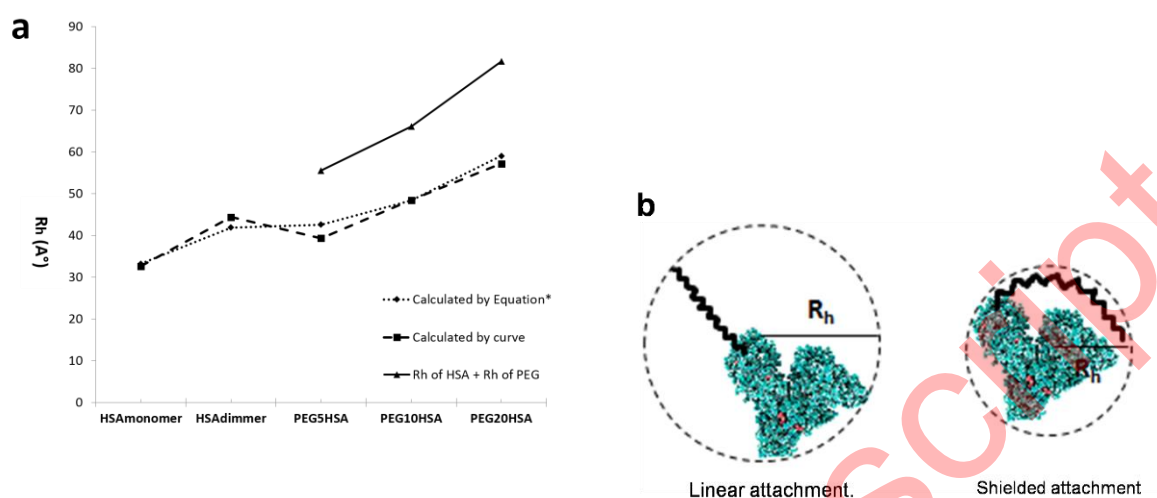 a
90
80
70
60
50
40
30
20
10
0
Rh (A°)
HSAmonomer HSAdimmer PEG5HSA PEG10HSA PEG20HSA
Calculated by Equation*
Calculated by curve
Rh of HSA + Rh of PEG
b
Rh
Rh
Linear attachment.
Shielded attachment
script